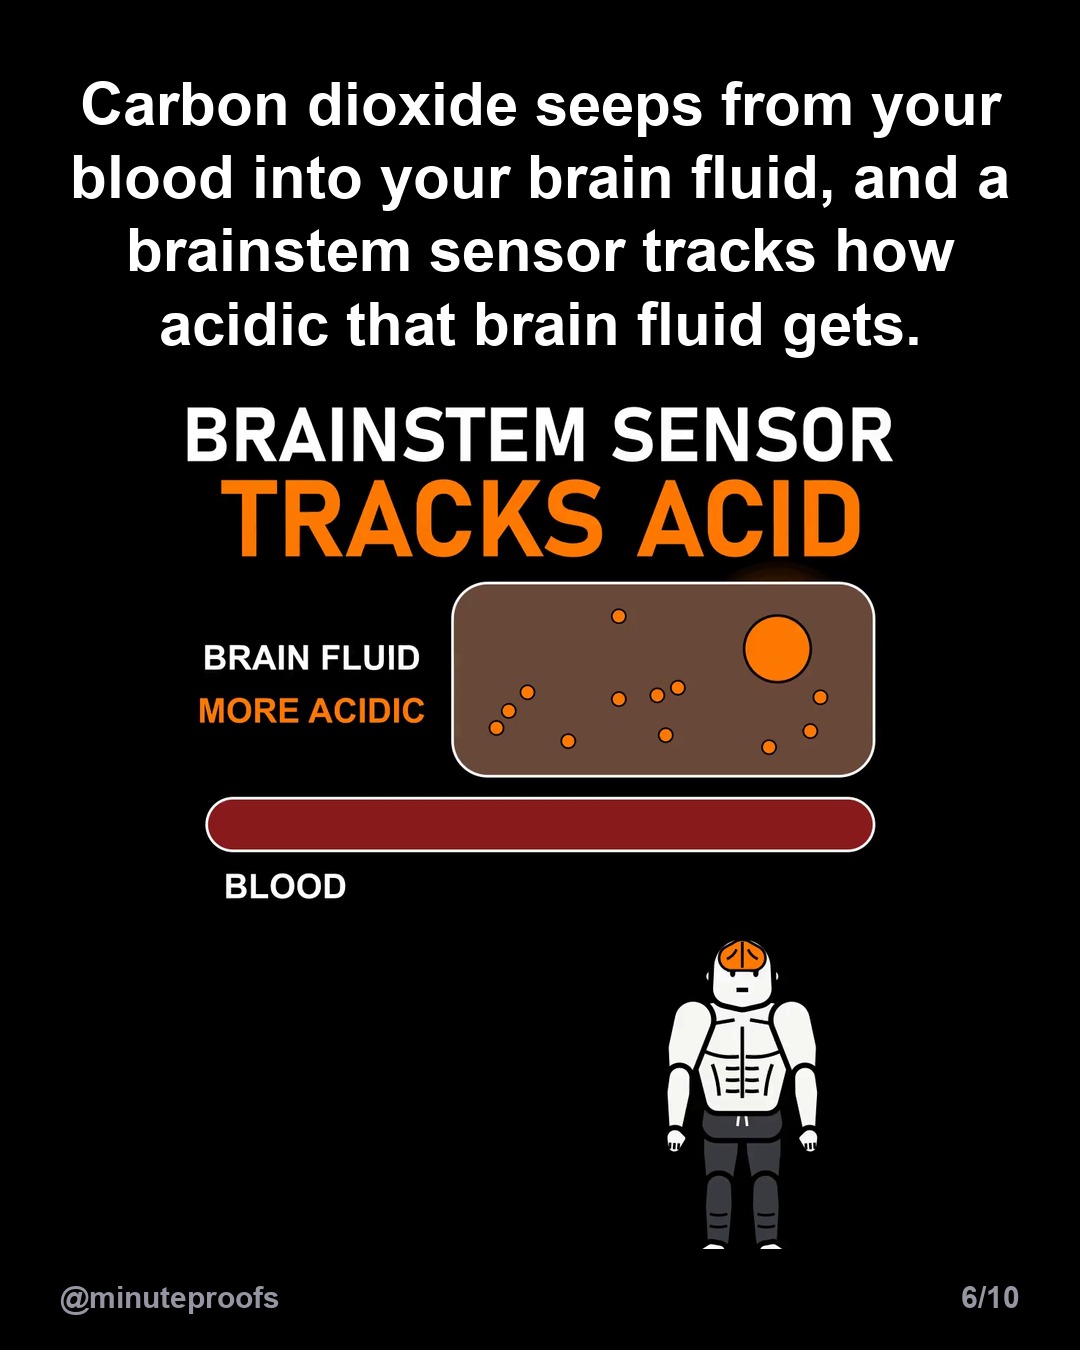 Carbon dioxide seeps from your
blood into your brain fluid, and a
brainstem sensor tracks how
acidic that brain fluid gets.
BRAINSTEM SENSOR
TRACKS ACID
BRAIN FLUID
MORE ACIDIC
BLOOD
@minuteproofs
6/10